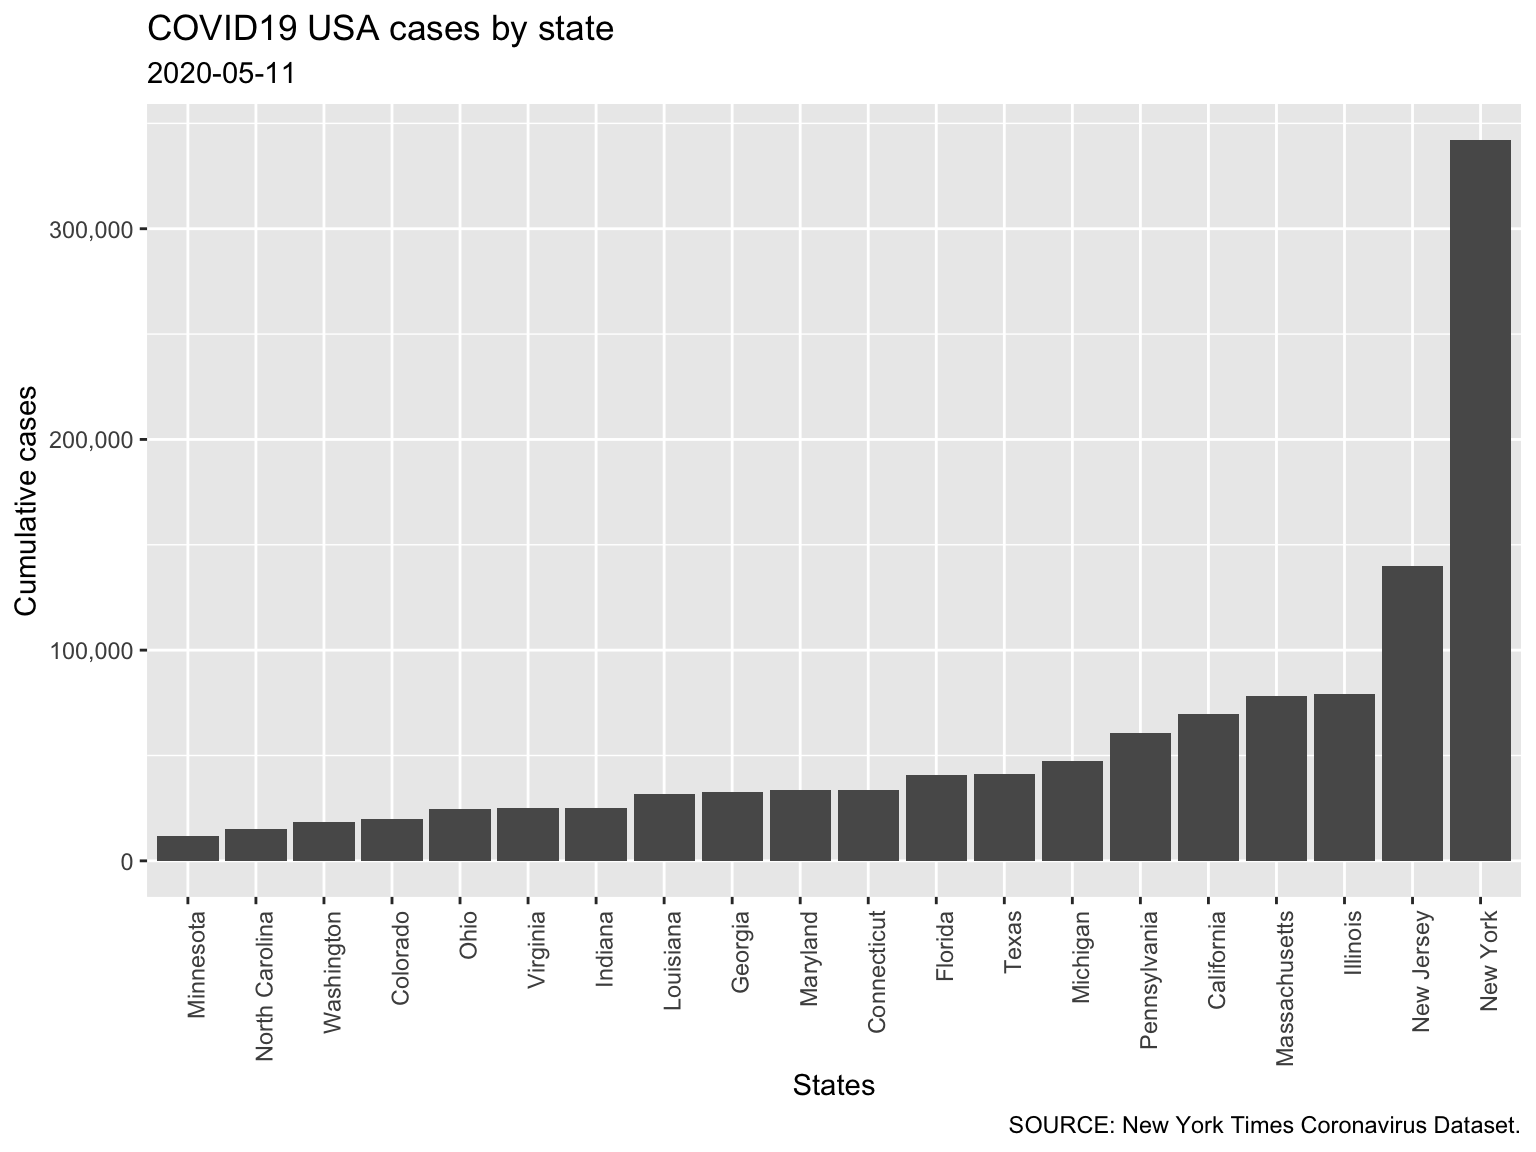 COVID19 USA cases by state
2020-05-11
Cumulative cases
300,000
200,000
100,000
0
Minnesota
North Carolina
Washington
Colorado
Ohio
Virginia
Indiana
Louisiana
Georgia
Maryland
Connecticut
Florida
Texas
Michigan
Pennsylvania
California
Massachusetts
Illinois
New Jersey
New York
States
SOURCE: New York Times Coronavirus Dataset.